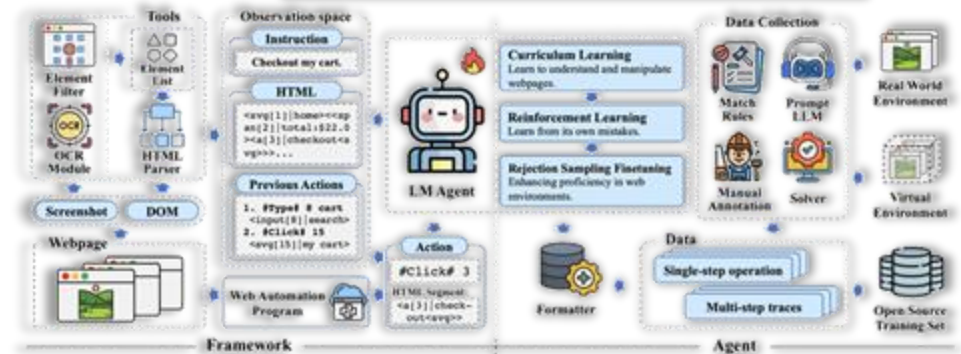 Tools
Element
Filter
Element
List
OCR
OCR
Module
HTML
Parser
Screenshot
DOM
Webpage
Observation space
Instruction
Checkout my cart.
HTML
<svg[1]|home><<sp
an[2]|total:$22.0
><a[3]|checkout<a
vg>>>...
Previous Actions
1. #Type# 8 cart
<input[8]|search>
2. #Click# 15
<avg[15]|my cart>
Web Automation
Program
LM Agent
Action
#Click# 3
HTML Segment:
<a[3]|check-
out<avg>>
Curriculum Learning
Learn to understand and manipulate
webpages.
Reinforcement Learning
Learn from its own mistakes.
Rejection Sampling Finetuning
Enhancing proficiency in web
environments.
Data Collection
Match
Rules
Prompt
LLM
Manual
Annotation
Solver
Real World
Environment
Virtual
Environment
Formatter
Data
Single-step operation
Multi-step traces
Open Source
Training Set
Framework
Agent